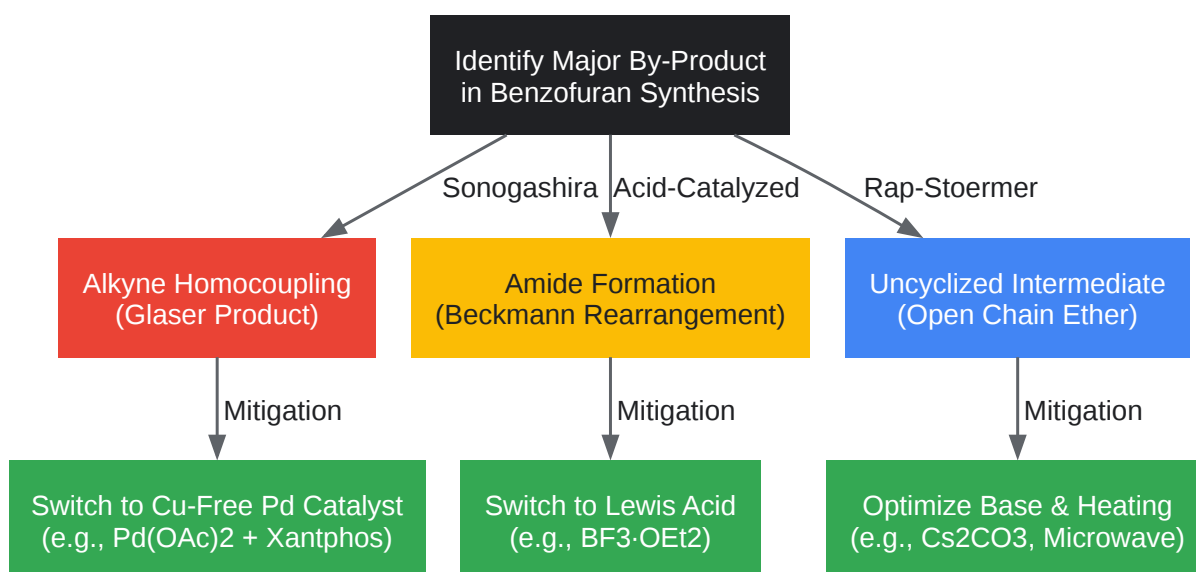 Identify Major By-Product
in Benzofuran Synthesis
Sonogashira
Acid-Catalyzed
Rap-Stoermer
Alkyne Homocoupling
(Glaser Product)
Amide Formation
(Beckmann Rearrangement)
Uncyclized Intermediate
(Open Chain Ether)
Mitigation
Mitigation
Mitigation
Switch to Cu-Free Pd Catalyst
(e.g., Pd(OAc)2 + Xantphos)
Switch to Lewis Acid
(e.g., BF3·OEt2)
Optimize Base & Heating
(e.g., Cs2CO3, Microwave)